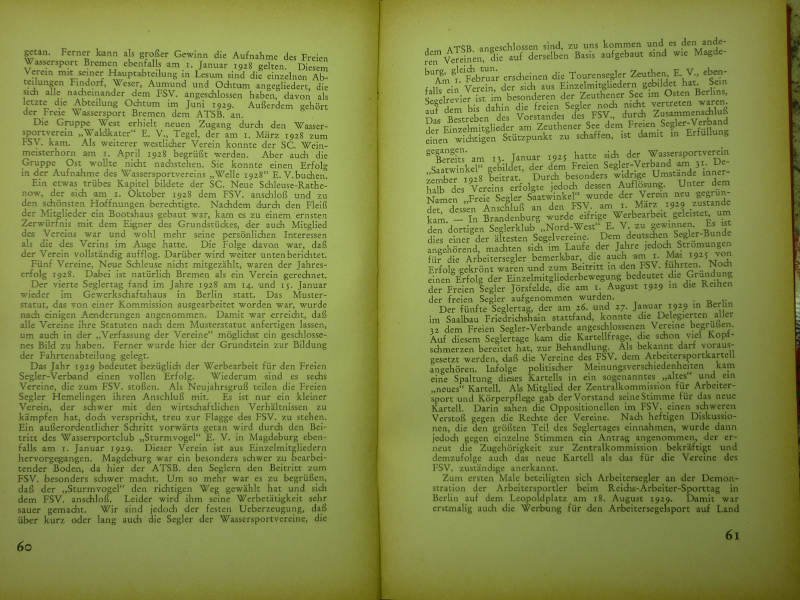 getan. Ferner kann als großer Gewinn die Aufnahme des Freien
Wassersport Bremen ebenfalls am 1. Januar 1928 gelten. Diesem
Verein mit seiner Hauptabteilung in Lesum sind die einzelnen Ab-
teilungen Findorf, Weser, Aumund und Ochtum angegliedert, die
sich alle nacheinander dem FSV. angeschlossen haben, davon als
letzte die Abteilung Ochtum im Juni 1929. Außerdem gehört
der Freie Wassersport Bremen dem ATSB. an.
Die Gruppe West erhielt neuen Zugang durch den Wasser-
sportverein „Waldkater" E. V., Tegel, der am 1. März 1928 zum
FSV. kam. Als weiterer westlicher Verein konnte der SC. Wein-
meisterhorn am 1. April 1928 begrüßt werden. Aber auch die
Gruppe Ost wollte nicht nachstehen. Sie konnte einen Erfolg
in der Aufnahme des Wassersportvereins „Welle 1928" E. V. buchen.
Ein etwas trübes Kapitel bildete der SC. Neue Schleuse-Rathe-
now, der sich am 1. Oktober 1928 dem FSV. anschloß und zu
den schönsten Hoffnungen berechtigte. Nachdem durch den Fleiß
der Mitglieder ein Bootshaus gebaut war, kam es zu einem ernsten
Zerwürfnis mit dem Eigner des Grundstückes, der auch Mitglied
des Vereins war und wohl mehr seine persönlichen Interessen
als die des Verins im Auge hatte. Die Folge davon war, daß
der Verein vollständig aufflog. Darüber wird weiter unten berichtet.
Fünf Vereine, Neue Schleuse nicht mitgezählt, waren der Jahres-
erfolg 1928. Dabei ist natürlich Bremen als ein Verein gerechnet.
Der vierte Seglertag fand im Jahre 1928 am 14. und 15. Januar
wieder im Gewerkschaftshaus in Berlin statt. Das Muster-
statut, das von einer Kommission ausgearbeitet worden war, wurde
nach einigen Aenderungen angenommen. Damit war erreicht, daß
alle Vereine ihre Statuten nach dem Musterstatut anfertigen lassen,
um auch in der „Verfassung der Vereine" möglichst ein geschlosse-
nes Bild zu haben. Ferner wurde hier der Grundstein zur Bildung
der Fahrtenabteilung gelegt.
Das Jahr 1929 bedeutet bezüglich der Werbearbeit für den Freien
Segler-Verband einen vollen Erfolg. Wiederum sind es sechs
Vereine, die zum FSV. stoßen. Als Neujahrsgruß teilen die Freien
Segler Hemelingen ihren Anschluß mit. Es ist nur ein kleiner
Verein, der schwer mit den wirtschaftlichen Verhältnissen zu
kämpfen hat, doch verspricht, treu zur Flagge des FSV. zu stehen.
Ein außerordentlicher Schritt vorwärts getan wird durch den Bei-
tritt des Wassersportclub „Sturmvogel" E. V. in Magdeburg eben-
falls am 1. Januar 1929. Dieser Verein ist aus Einzelmitgliedern
hervorgegangen. Magdeburg war ein besonders schwer zu bearbei-
tender Boden, da hier der ATSB. den Seglern den Beitritt zum
FSV. besonders schwer macht. Um so mehr war es zu begrüßen,
daß der „Sturmvogel" den richtigen Weg gewählt hat und sich
dem FSV. anschloß. Leider wird ihm seine Werbetätigkeit sehr
sauer gemacht. Wir sind jedoch der festen Ueberzeugung, daß
über kurz oder lang auch die Segler der Wassersportvereine, die
60
dem ATSB. angeschlossen sind, zu uns kommen und es den ande-
ren Vereinen, die auf derselben Basis aufgebaut sind wie Magde-
burg, gleich tun.
Am 1. Februar erscheinen die Tourensegler Zeuthen, E. V., eben-
falls ein Verein, der sich aus Einzelmitgliedern gebildet hat. Sein
Segelrevier ist im besonderen der Zeuthener See im Osten Berlins,
auf dem bis dahin die freien Segler noch nicht vertreten waren.
Das Bestreben des Vorstandes des FSV., durch Zusammenschluß
der Einzelmitglieder am Zeuthener See dem Freien Segler-Verband
einen wichtigen Stützpunkt zu schaffen, ist damit in Erfüllung
gegangen.
Bereits am 13. Januar 1925 hatte sich der Wassersportverein
„Saatwinkel" gebildet, der dem Freien Segler-Verband am 31. De-
zember 1928 beitrat. Durch besonders widrige Umstände inner-
halb des Vereins erfolgte jedoch dessen Auflösung. Unter dem
Namen „Freie Segler Saatwinkel" wurde der Verein neu gegrün-
det, dessen Anschluß an den FSV. am 1. März 1929 zustande
kam. — In Brandenburg wurde eifrige Werbearbeit geleistet, um
den dortigen Seglerklub „Nord-West" E. V. zu gewinnen. Es ist
dies einer der ältesten Segelvereine. Dem deutschen Segler-Bunde
angehörend, machten sich im Laufe der Jahre jedoch Strömungen
für die Arbeitersegler bemerkbar, die auch am 1. Mai 1925 von
Erfolg gekrönt waren und zum Beitritt in den FSV. führten. Noch
einen Erfolg der Einzelmitgliederbewegung bedeutet die Gründung
der Freien Segler Jörsfelde, die am 1. August 1929 in die Reihen
der freien Segler aufgenommen wurden.
Der fünfte Seglertag, der am 26. und 27. Januar 1929 in Berlin
im Saalbau Friedrichshain stattfand, konnte die Delegierten aller
32 dem Freien Segler-Verbande angeschlossenen Vereine begrüßen.
Auf diesem Seglertage kam die Kartellfrage, die schon viel Kopf-
schmerzen bereitet hat, zur Behandlung. Als bekannt darf voraus-
gesetzt werden, daß die Vereine des FSV. dem Arbeitersportkartell
angehören. Infolge politischer Meinungsverschiedenheiten kam
eine Spaltung dieses Kartells in ein sogenanntes „altes" und ein
„neues" Kartell. Als Mitglied der Zentralkommission für Arbeiter-
sport und Körperpflege gab der Vorstand seine Stimme für das neue
Kartell. Darin sahen die Oppositionellen im FSV. einen schweren
Verstoß gegen die Rechte der Vereine. Nach heftigen Diskussio-
nen, die den größten Teil des Seglertages einnahmen, wurde dann
jedoch gegen einzelne Stimmen ein Antrag angenommen, der er-
neut die Zugehörigkeit zur Zentralkommission bekräftigt und
demzufolge auch das neue Kartell als das für die Vereine des
FSV. zuständige anerkannt.
Zum ersten Male beteiligten sich Arbeitersegler an der Demon-
stration der Arbeitersportler beim Reichs-Arbeiter-Sporttag in
Berlin auf dem Leopoldplatz am 18. August 1929. Damit war
erstmalig auch die Werbung für den Arbeitersegelsport auf Land
61